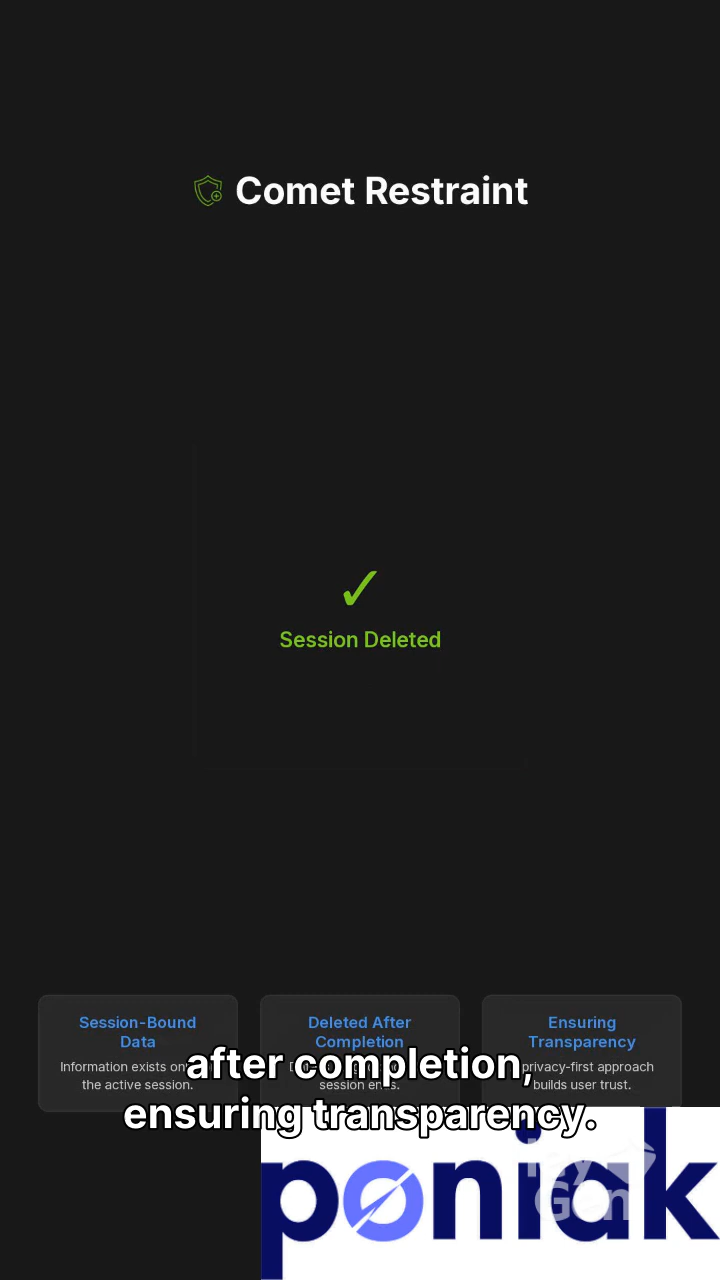 Comet Restraint
✓
Session Deleted
Session-Bound
Data
Information exists
the active session.
Deleted After
Completion
session ends.
Ensuring
Transparency
privacy-first approach
builds user trust.
after completion,
ensuring transparency.
poniak